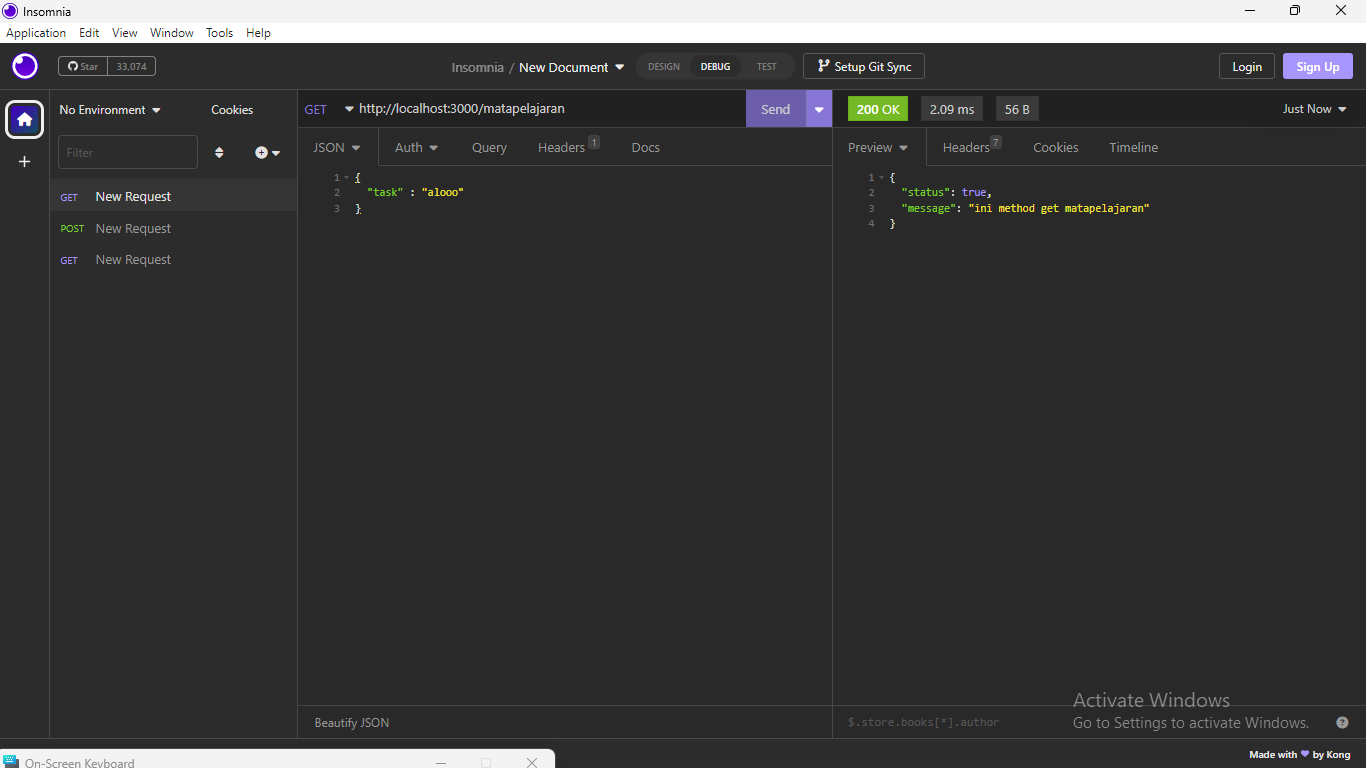 Insomnia
Application Edit View Window Tools Help
Star 33,074
Insomnia / New Document
DESIGN DEBUG TEST
Setup Git Sync
Login
Sign Up
No Environment
Cookies
Filter
GET New Request
POST New Request
GET New Request
GET http://localhost:3000/matapelajaran
Send
JSON Auth Query Headers 1 Docs
1 {
2 "task" : "alooo"
3 }
Beautify JSON
200 OK 2.09 ms 56 B
Just Now
Preview Headers 7 Cookies Timeline
1 {
2 "status": true,
3 "message": "ini method get matapelajaran"
4 }
$.store.books[*].author
Activate Windows
Go to Settings to activate Windows.
Made with ❤ by Kong
On-Screen Keyboard